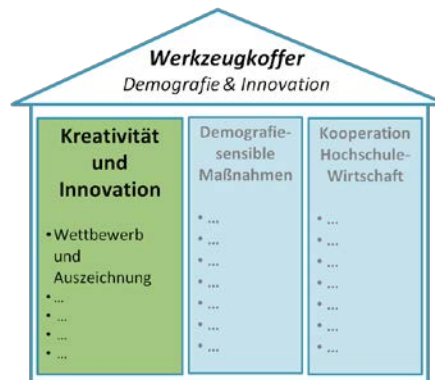 Werkzeugkoffer
Demografie & Innovation
Kreativität
und
Innovation
• Wettbewerb
und
Auszeichnung
• ...
• ...
• ...
• ...
Demografie-
sensible
Maßnahmen
• ...
• ...
• ...
• ...
• ...
• ...
• ...
Kooperation
Hochschule-
Wirtschaft
• ...
• ...
• ...
• ...
• ...
• ...
• ...